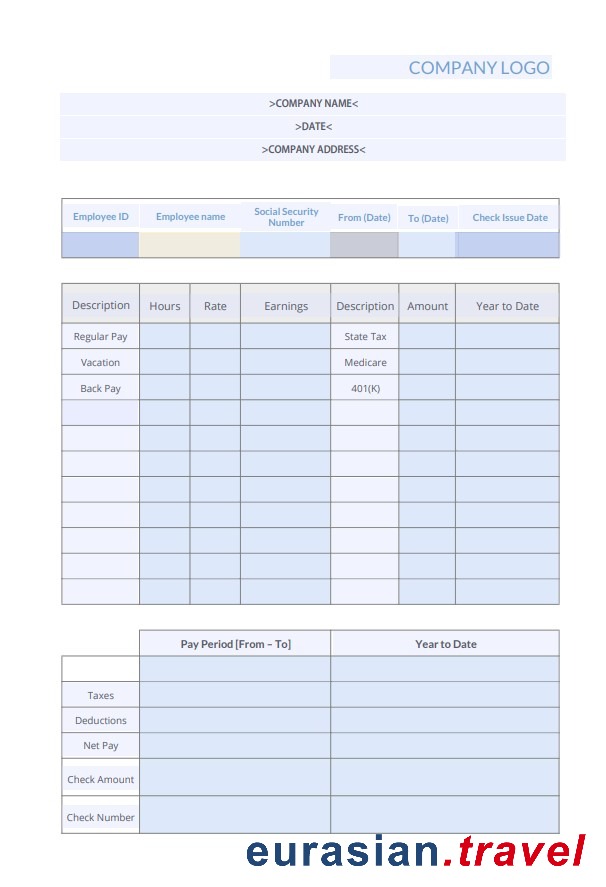 COMPANY LOGO
>COMPANY NAME<
>DATE<
>COMPANY ADDRESS<
Employee ID Employee name Social Security Number From (Date) To (Date) Check Issue Date
Description Hours Rate Earnings Description Amount Year to Date
Regular Pay State Tax
Vacation Medicare
Back Pay 401(K)
Pay Period [From – To] Year to Date
Taxes
Deductions
Net Pay
Check Amount
Check Number
eurasian.travel